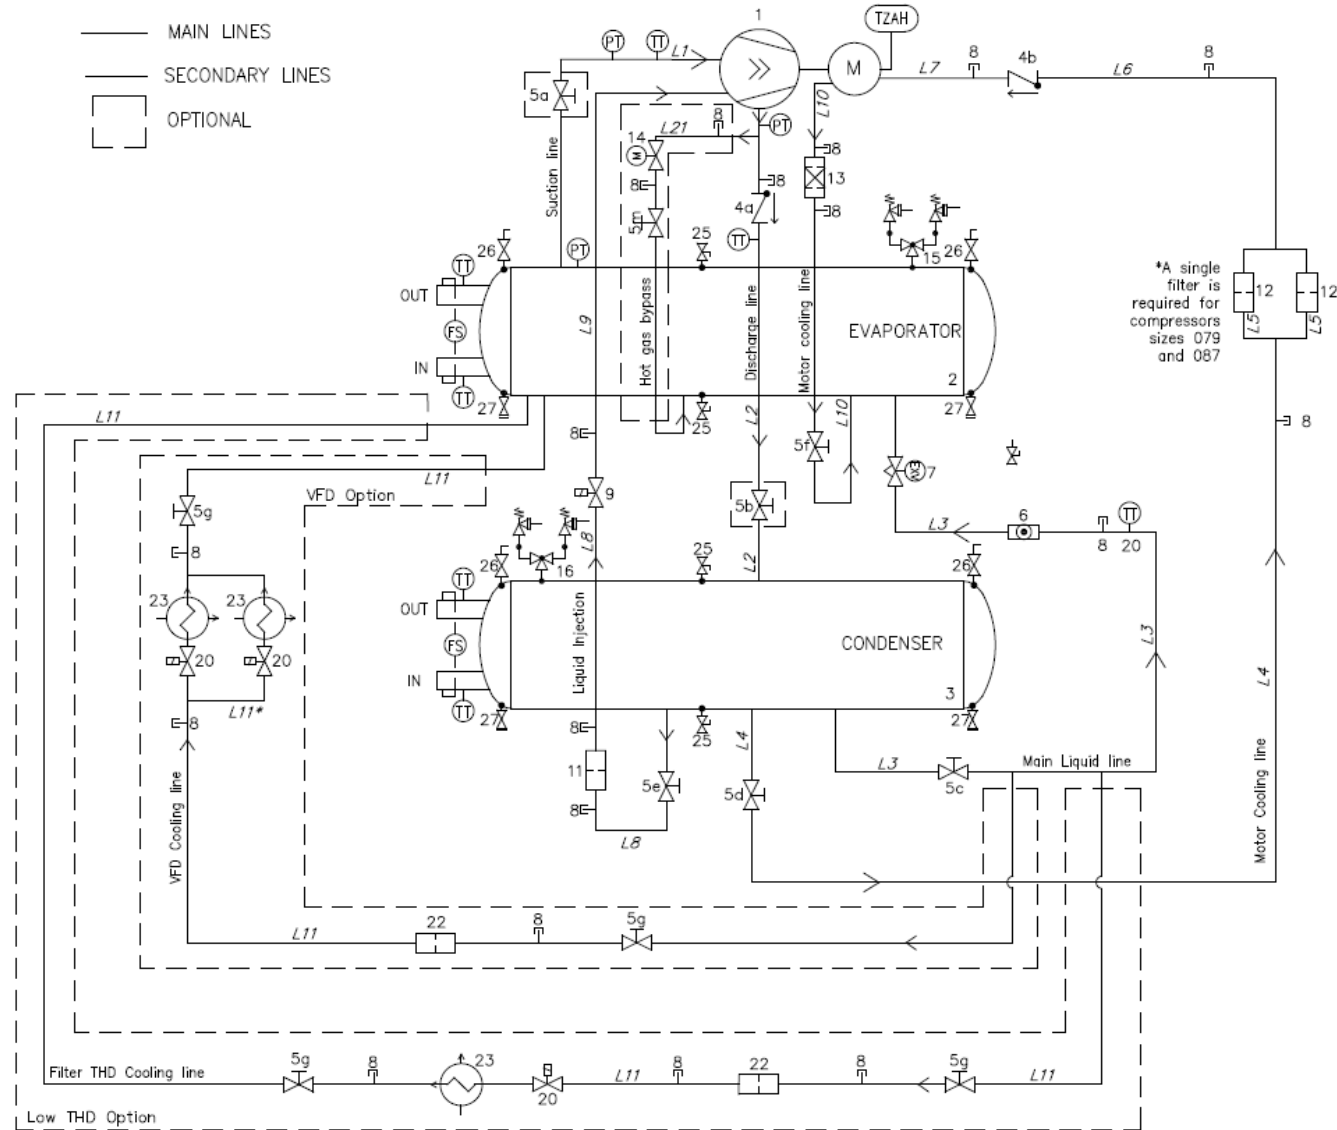 MAIN LINES
SECONDARY LINES
OPTIONAL
1
TZAH
PT
TT
L1
M
8
4b
L7
L6
5a
L10
8
PT
L21
14
M
8
13
8
8
8
4a
5m
Suction line
TT
25
15
26
26
PT
TT
OUT
FS
IN
TT
27
L9
Hot gas bypass
Discharge line
Motor cooling line
EVAPORATOR
2
27
25
*A single
filter is
required for
compressors
sizes 079
and 087
12
12
L5
L5
L11
8
L2
L10
5f
8
L11
VFD Option
EXV
7
5g
9
5b
6
L3
8
TT
20
8
L8
16
25
L2
26
26
TT
OUT
FS
IN
TT
27
23
23
20
20
L11*
8
Liquid Injection
CONDENSER
3
27
25
L3
L4
8
11
8
5e
L8
L4
5d
L3
5c
Main Liquid line
VFD Cooling line
Motor Cooling line
L11
22
8
5g
Filter THD Cooling line
5g
8
23
20
L11
8
22
8
5g
L11
Low THD Option